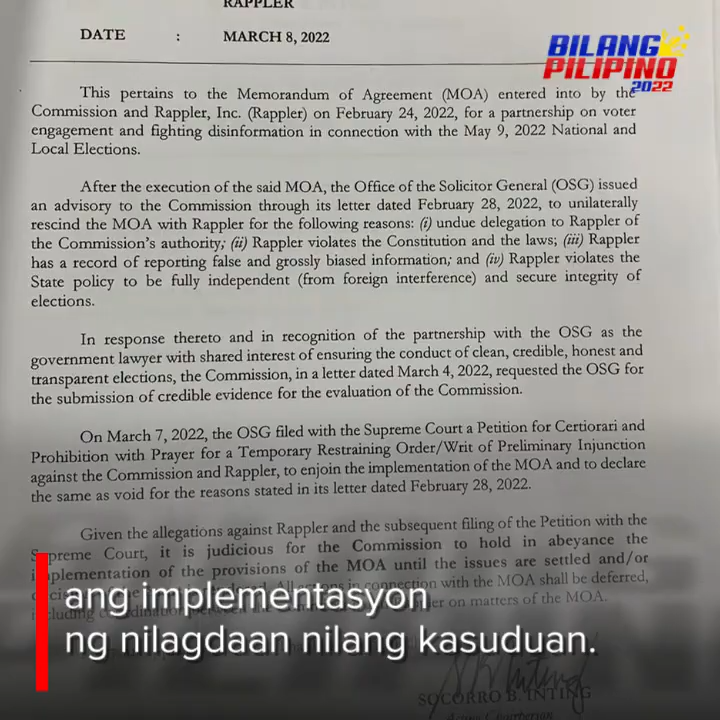 RAPPLER
DATE : MARCH 8, 2022
BILANG
PILIPINO
2022
This pertains to the Memorandum of Agreement (MOA) entered into by the
Commission and Rappler, Inc. (Rappler) on February 24, 2022, for a partnership on voter
engagement and fighting disinformation in connection with the May 9, 2022 National and
Local Elections.
After the execution of the said MOA, the Office of the Solicitor General (OSG) issued
an advisory to the Commission through its letter dated February 28, 2022, to unilaterally
rescind the MOA with Rappler for the following reasons: (i) undue delegation to Rappler of
the Commission's authority; (ii) Rappler violates the Constitution and the laws; (iii) Rappler
has a record of reporting false and grossly biased information; and (iv) Rappler violates the
State policy to be fully independent (from foreign interference) and secure integrity of
elections.
In response thereto and in recognition of the partnership with the OSG as the
government lawyer with shared interest of ensuring the conduct of clean, credible, honest and
transparent elections, the Commission, in a letter dated March 4, 2022, requested the OSG for
the submission of credible evidence for the evaluation of the Commission.
On March 7, 2022, the OSG filed with the Supreme Court a Petition for Certiorari and
Prohibition with Prayer for a Temporary Restraining Order/Writ of Preliminary Injunction
against the Commission and Rappler, to enjoin the implementation of the MOA and to declare
the same as void for the reasons stated in its letter dated February 28, 2022.
Given the allegations against Rappler and the subsequent filing of the Petition with the
Supreme Court, it is judicious for the Commission to hold in abeyance the
implementation of the provisions of the MOA until the issues are settled and/or
in connection with the MOA shall be deferred,
on matters of the MOA.
ang implementasyon
ng nilagdaan nilang kasuduan.
SOCORRO B. INTING